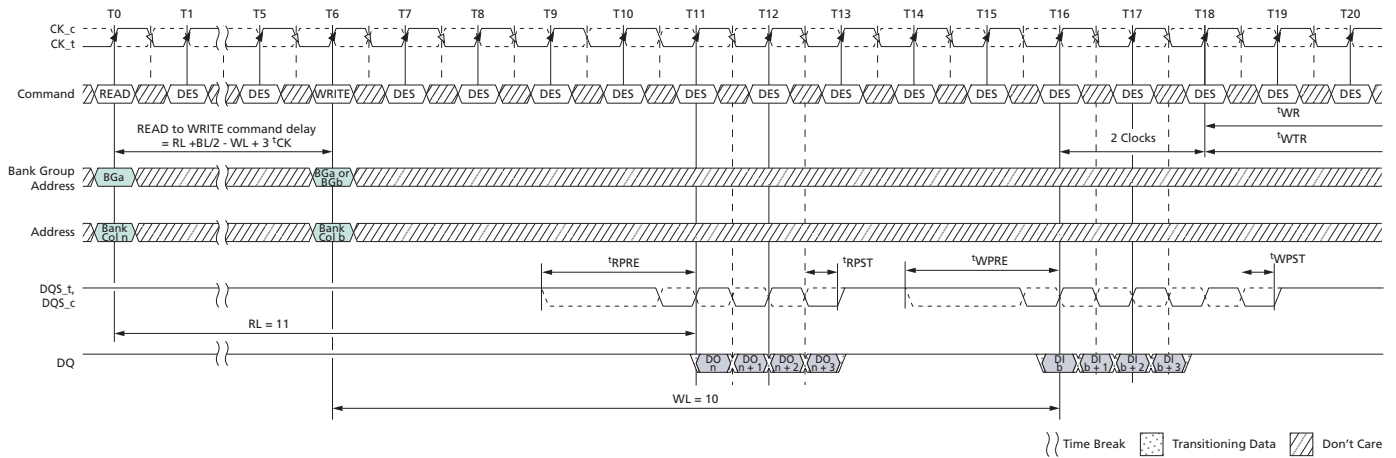 T0 T1 T5 T6 T7 T8 T9 T10 T11 T12 T13 T14 T15 T16 T17 T18 T19 T20
CK_c
CK_t
Command READ DES DES WRITE DES DES DES DES DES DES DES DES DES DES DES DES DES DES
tWR
READ to WRITE command delay
= RL +BL/2 - WL + 3 tCK
2 Clocks
tWTR
Bank Group
Address
BGa
BGa or
BGb
Address
Bank
Col n
Bank
Col b
tRPRE tRPST tWPRE tWPST
DQS_t,
DQS_c
RL = 11
DQ
DO
n
DO
n + 1
DO
n + 2
DO
n + 3
DI
b
DI
b + 1
DI
b + 2
DI
b + 3
WL = 10
Time Break Transitioning Data Don't Care